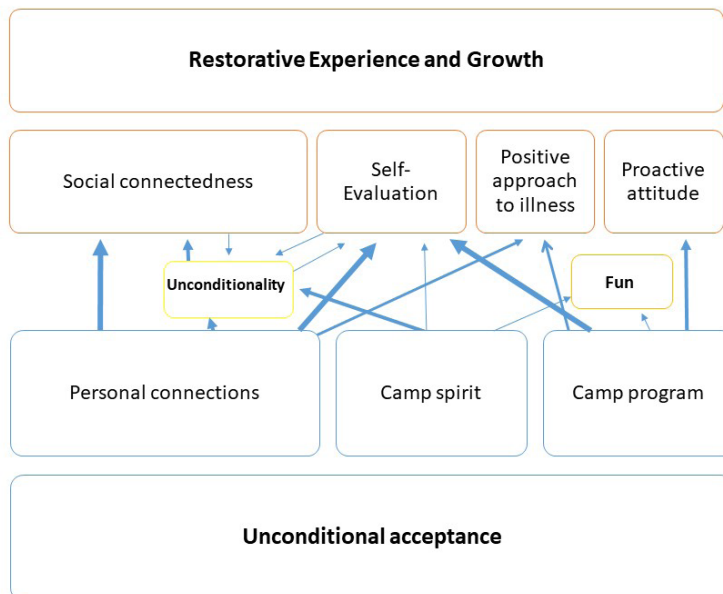 Restorative Experience and Growth
Social connectedness
Self-
Evaluation
Positive
approach
to illness
Proactive
attitude
Unconditionality
Fun
Personal connections
Camp spirit
Camp program
Unconditional acceptance